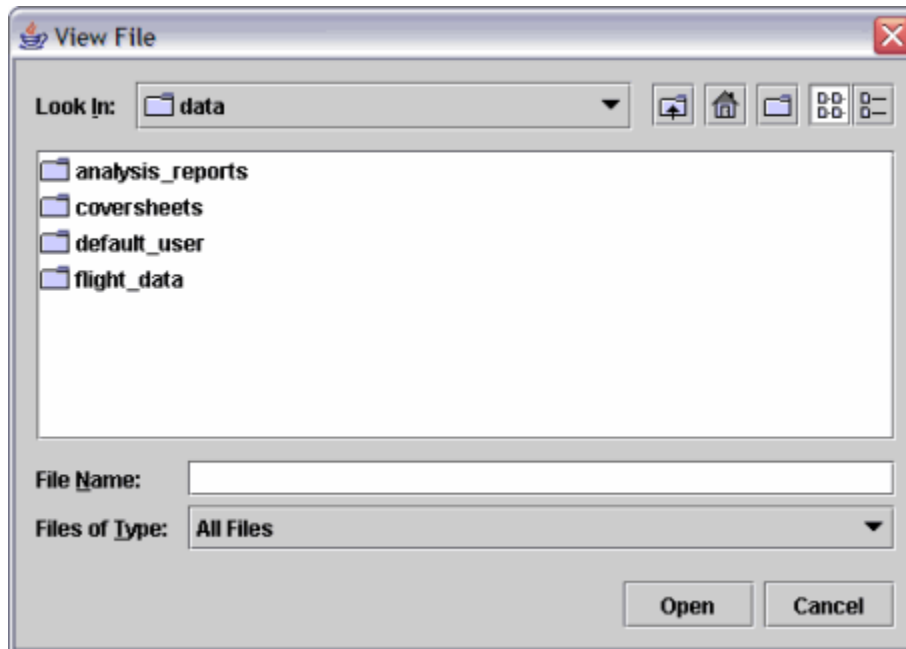 View File
Look In: data
analysis_reports
coversheets
default_user
flight_data
File Name:
Files of Type: All Files
Open Cancel